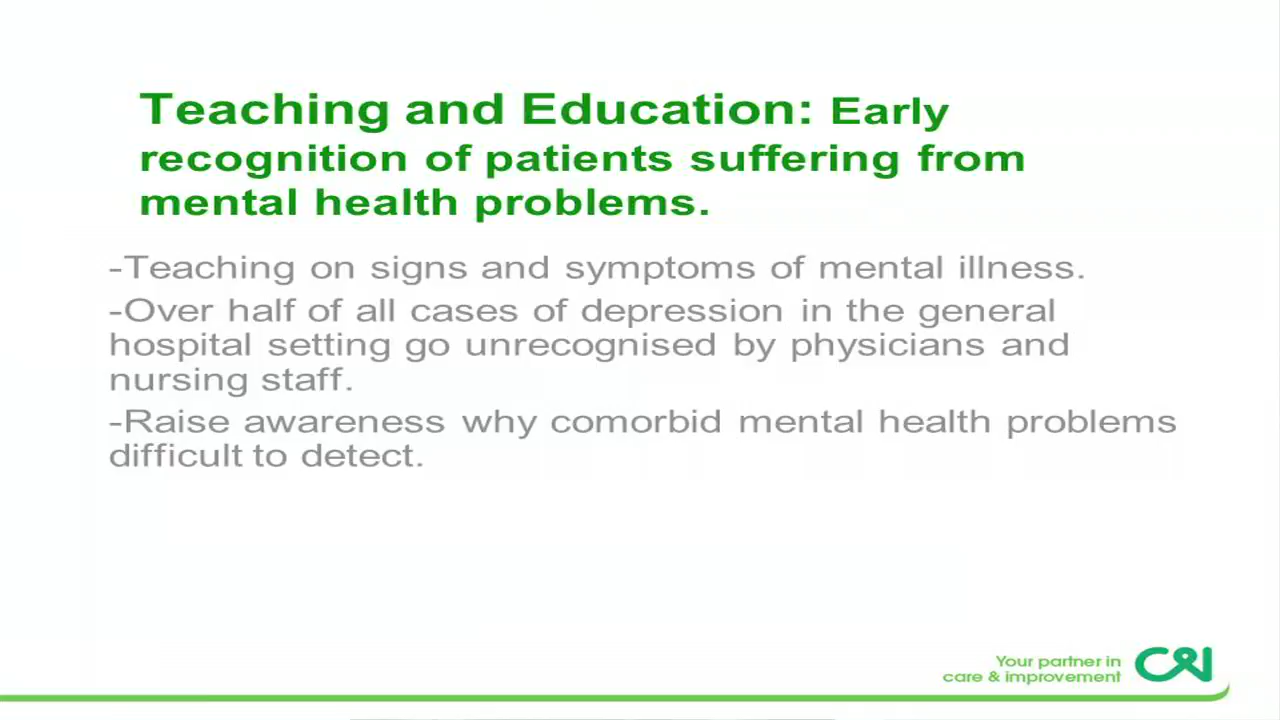 Teaching and Education: Early
recognition of patients suffering from
mental health problems.
-Teaching on signs and symptoms of mental illness.
-Over half of all cases of depression in the general
hospital setting go unrecognised by physicians and
nursing staff.
-Raise awareness why comorbid mental health problems
difficult to detect.
Your partner in
care & improvement
C&I